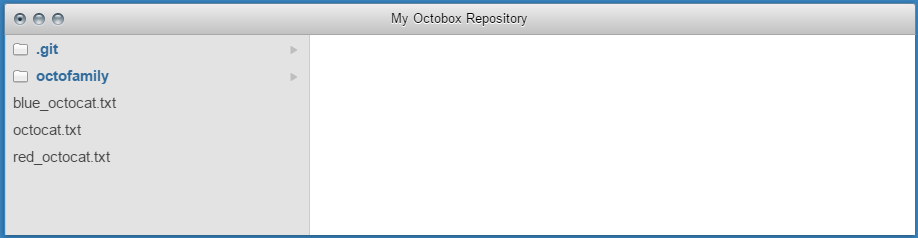 My Octobox Repository
.git
octofamily
blue_octocat.txt
octocat.txt
red_octocat.txt